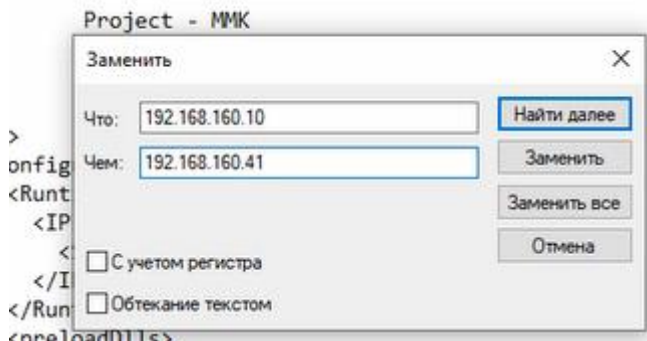 Project - MMK
Заменить
Что: 192.168.160.10
Найти далее
>
onfig
Чем: 192.168.160.41
Заменить
<Runt
Заменить все
<IP
<
С учетом регистра
Отмена
</I
Обтекание текстом
</Run
<preloadDlls>